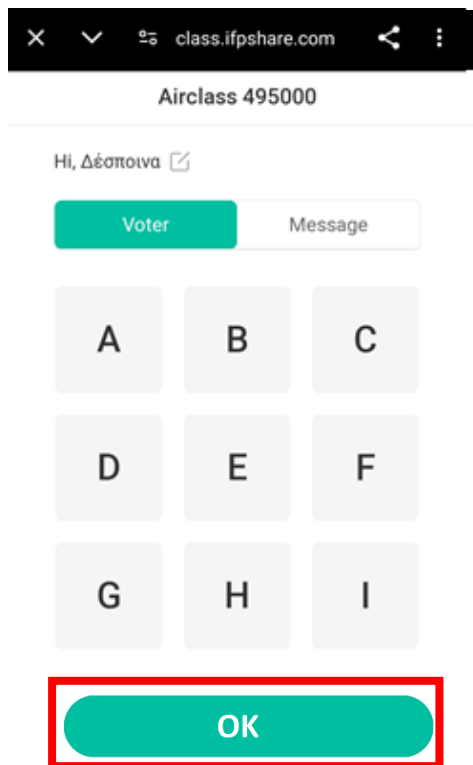 class.ifpshare.com
Airclass 495000
Hi, Δέσποινα
Voter Message
A B C
D E F
G H I
OK